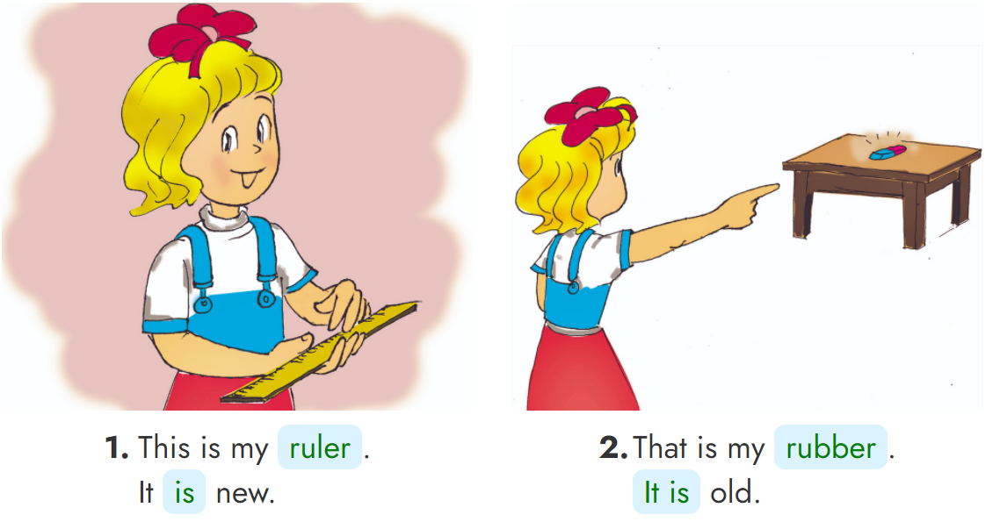 1. This is my ruler .
It is new.
2. That is my rubber .
It is old.